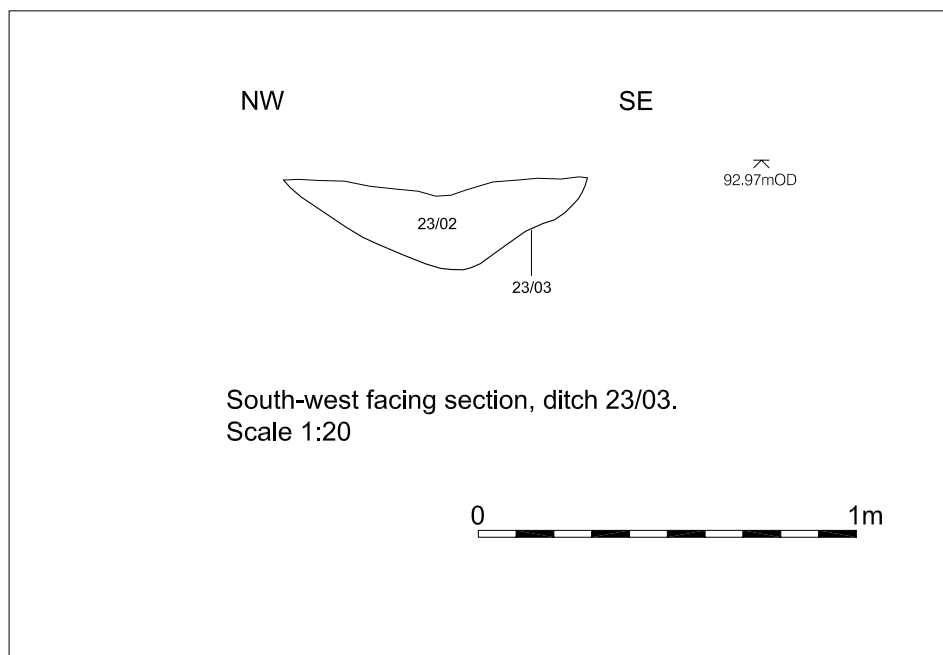 NW
SE
92.97mOD
23/02
23/03
South-west facing section, ditch 23/03.
Scale 1:20
0
1m